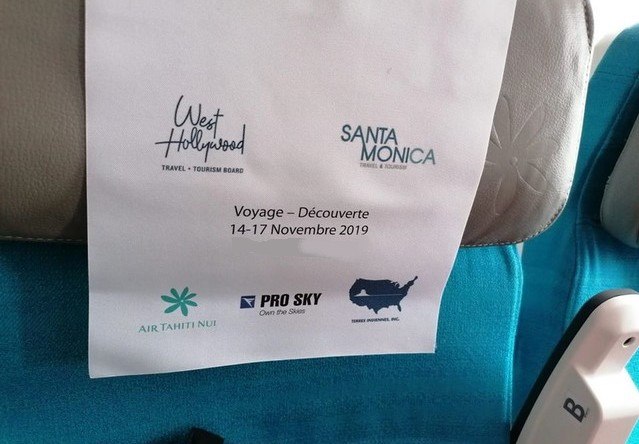 West
Hollywood
TRAVEL + TOURISM BOARD
SANTA
MONICA
TRAVEL & TOURISM
Voyage – Découverte
14-17 Novembre 2019
AIR TAHITI NUI
PRO SKY
Own the Skies
TERRES INDIENNES, INC.
B